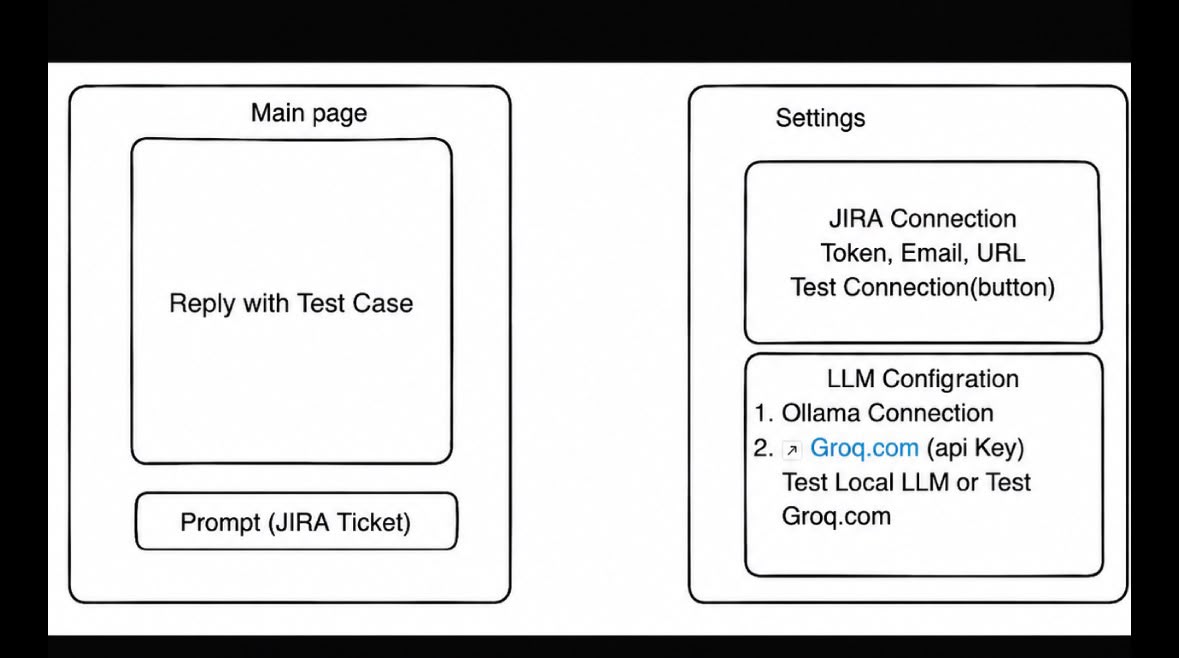 Main page
Reply with Test Case
Prompt (JIRA Ticket)
Settings
JIRA Connection
Token, Email, URL
Test Connection(button)
LLM Configration
1. Ollama Connection
2. Groq.com (api Key)
Test Local LLM or Test
Groq.com